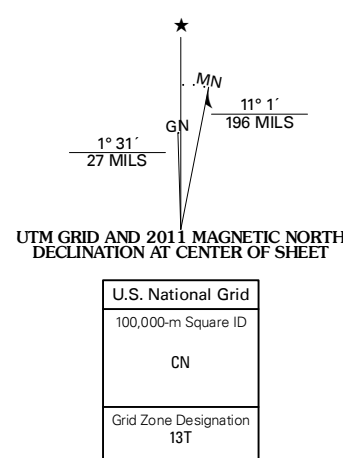 ★
MN
GN
11° 1´
196 MILS
1° 31´
27 MILS
UTM GRID AND 2011 MAGNETIC NORTH
DECLINATION AT CENTER OF SHEET
U.S. National Grid
100,000-m Square ID
CN
Grid Zone Designation
13T